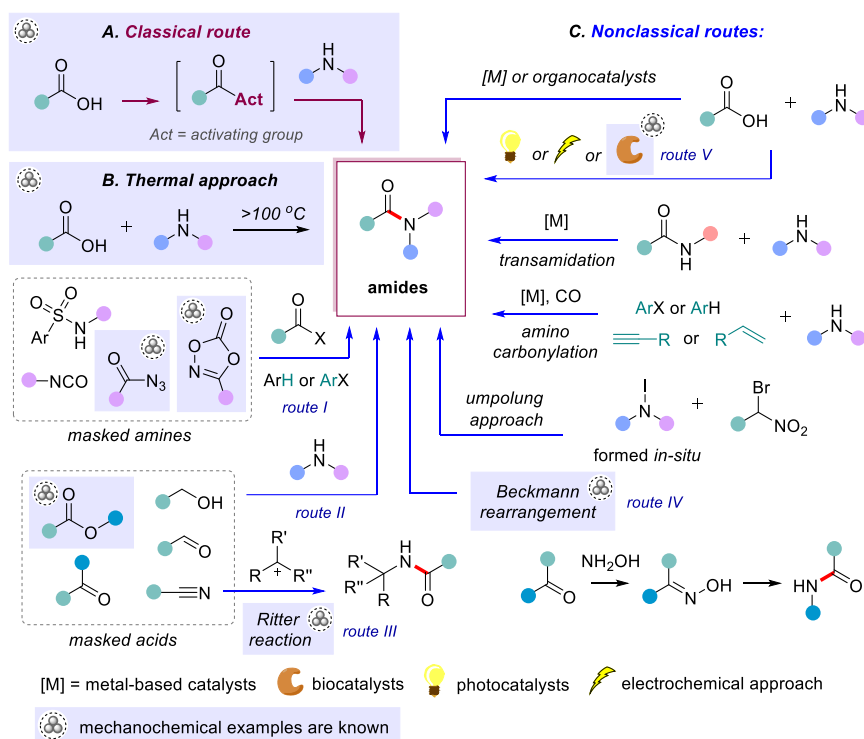 A. Classical route
O
OH
O
Act
H
N
Act = activating group
B. Thermal approach
O
OH
+
H
N
>100 °C
O
N
amides
C. Nonclassical routes:
[M] or organocatalysts
O
OH
+
H
N
or
or
route V
[M]
transamidation
O
N
H
+
H
N
[M], CO
amino
carbonylation
ArX or ArH
R
or
R
+
H
N
umpolung
approach
I
N
+
Br
NO2
formed in-situ
O
O
S
Ar
N
H
NCO
O
N3
O
O
O
N
masked amines
O
X
ArH or ArX
route I
H
N
route II
O
O
OH
O
O
N
masked acids
R'
R
+
R''
Ritter
reaction
route III
R'
R''
R
H
N
O
Beckmann
rearrangement
route IV
O
NH2OH
N
OH
O
HN
[M] = metal-based catalysts
biocatalysts
photocatalysts
electrochemical approach
mechanochemical examples are known